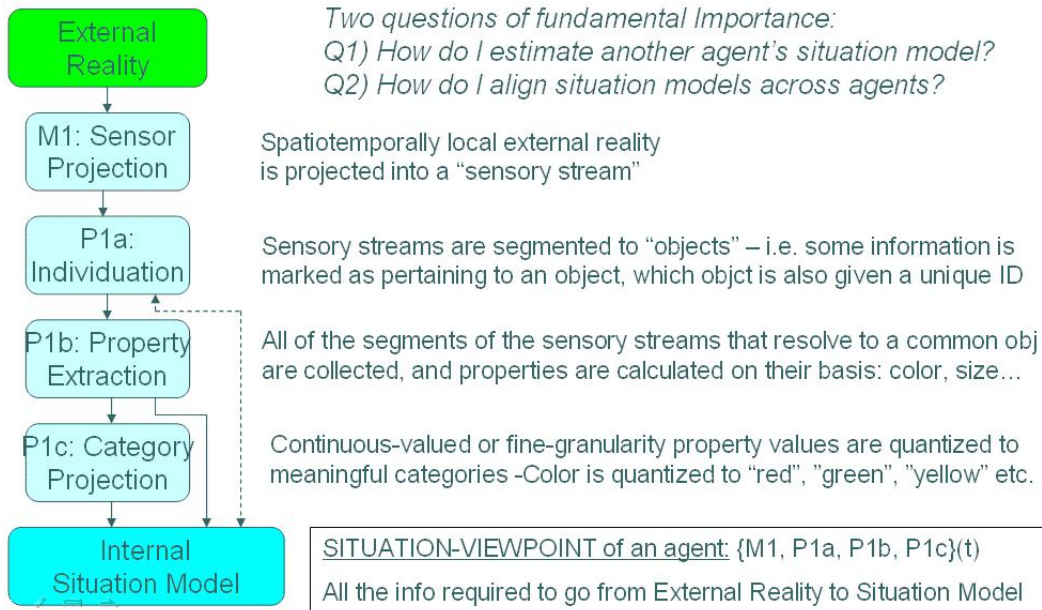 External
Reality
Two questions of fundamental Importance:
Q1) How do I estimate another agent's situation model?
Q2) How do I align situation models across agents?
M1: Sensor
Projection
Spatiotemporally local external reality
is projected into a “sensory stream”
P1a:
Individuation
Sensory streams are segmented to “objects” – i.e. some information is
marked as pertaining to an object, which objct is also given a unique ID
P1b: Property
Extraction
All of the segments of the sensory streams that resolve to a common obj
are collected, and properties are calculated on their basis: color, size…
P1c: Category
Projection
Continuous-valued or fine-granularity property values are quantized to
meaningful categories -Color is quantized to “red”, ”green”, ”yellow” etc.
Internal
Situation Model
SITUATION-VIEWPOINT of an agent: {M1, P1a, P1b, P1c}(t)
All the info required to go from External Reality to Situation Model